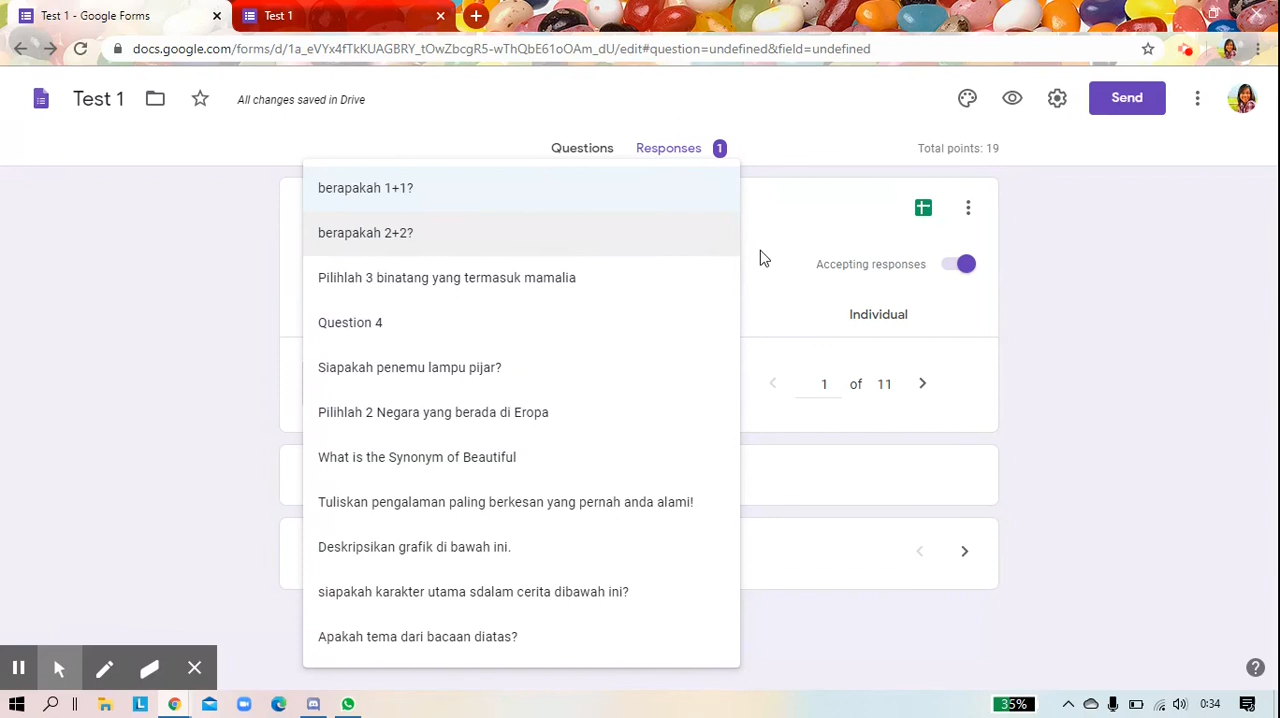 Test 1 - Google Forms
Test 1
docs.google.com/forms/d/1a_eVYx4fTkKUAGBRY_tOwZbcgR5-wThQbE61oOAm_dU/edit#question=undefined&field=undefined
Test 1
All changes saved in Drive
Send
Questions
Responses
1
Total points: 19
berapakah 1+1?
berapakah 2+2?
Accepting responses
Pilihlah 3 binatang yang termasuk mamalia
Individual
Question 4
Siapakah penemu lampu pijar?
1 of 11
Pilihlah 2 Negara yang berada di Eropa
What is the Synonym of Beautiful
Tuliskan pengalaman paling berkesan yang pernah anda alami!
Deskripsikan grafik di bawah ini.
siapakah karakter utama sdalam cerita dibawah ini?
Apakah tema dari bacaan diatas?
35%
0:34